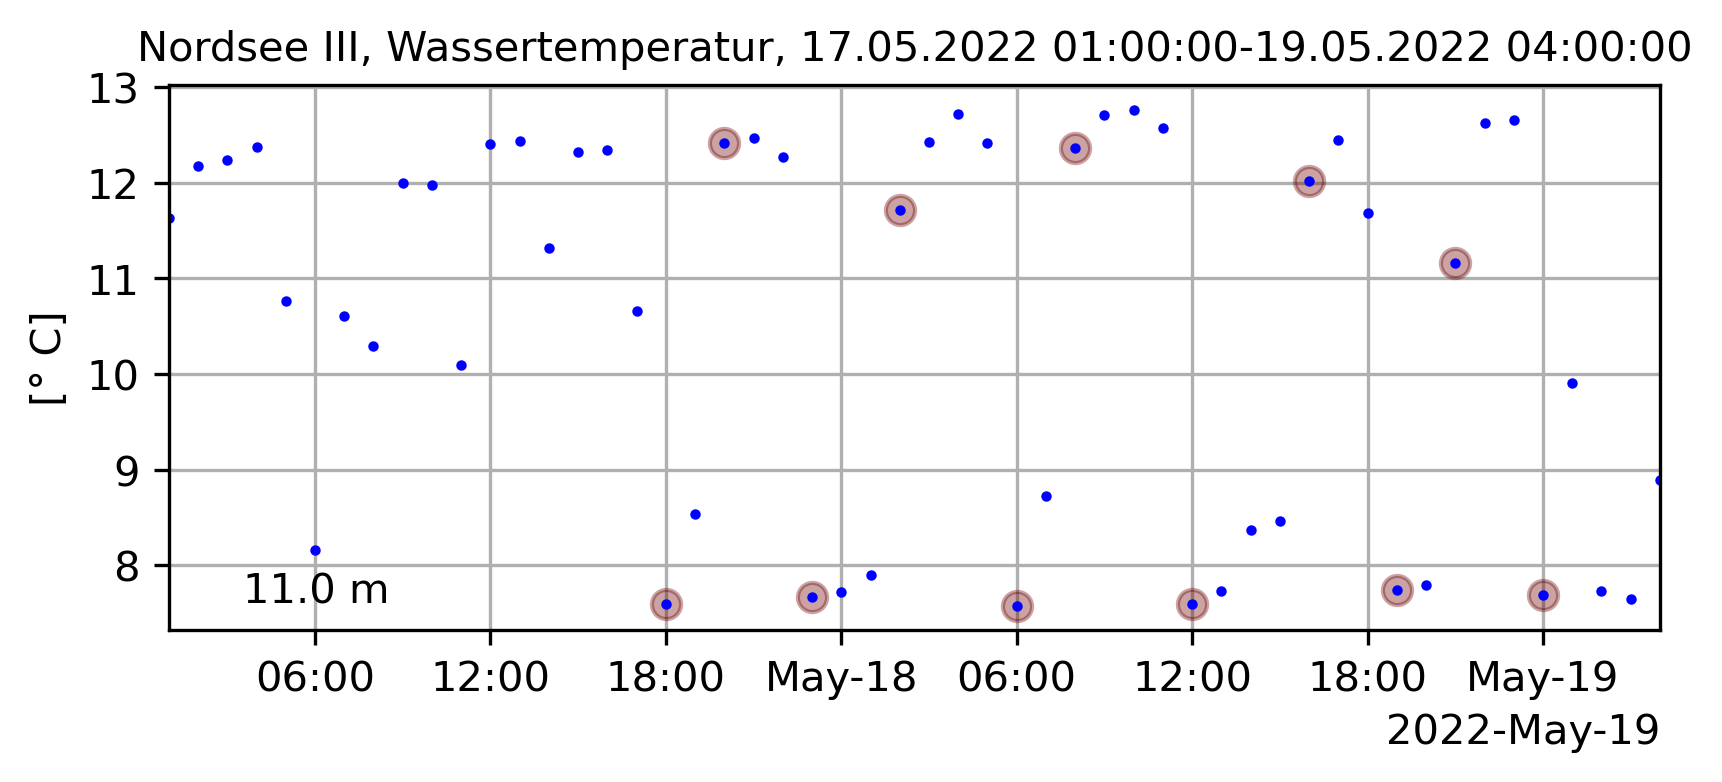 Nordsee III, Wassertemperatur, 17.05.2022 01:00:00-19.05.2022 04:00:00
13
12
11
10
9
8
[° C]
11.0 m
06:00 12:00 18:00 May-18 06:00 12:00 18:00 May-19
2022-May-19